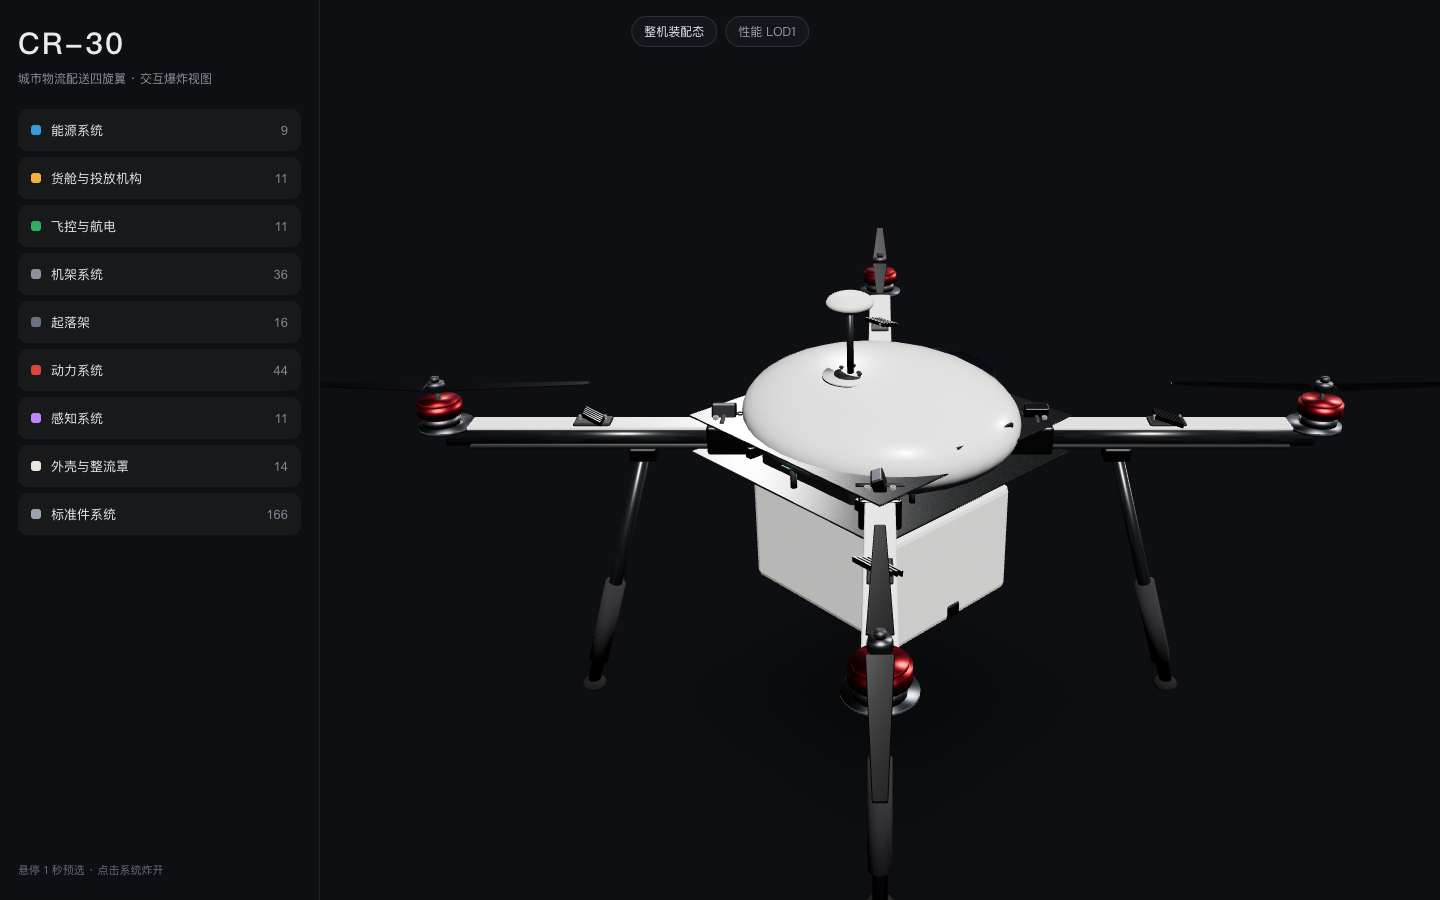 CR–30
城市物流配送四旋翼 · 交互爆炸视图
整机装配态
性能 LOD1
能源系统 9
货舱与投放机构 11
飞控与航电 11
机架系统 36
起落架 16
动力系统 44
感知系统 11
外壳与整流罩 14
标准件系统 166
悬停 1 秒预选 · 点击系统炸开